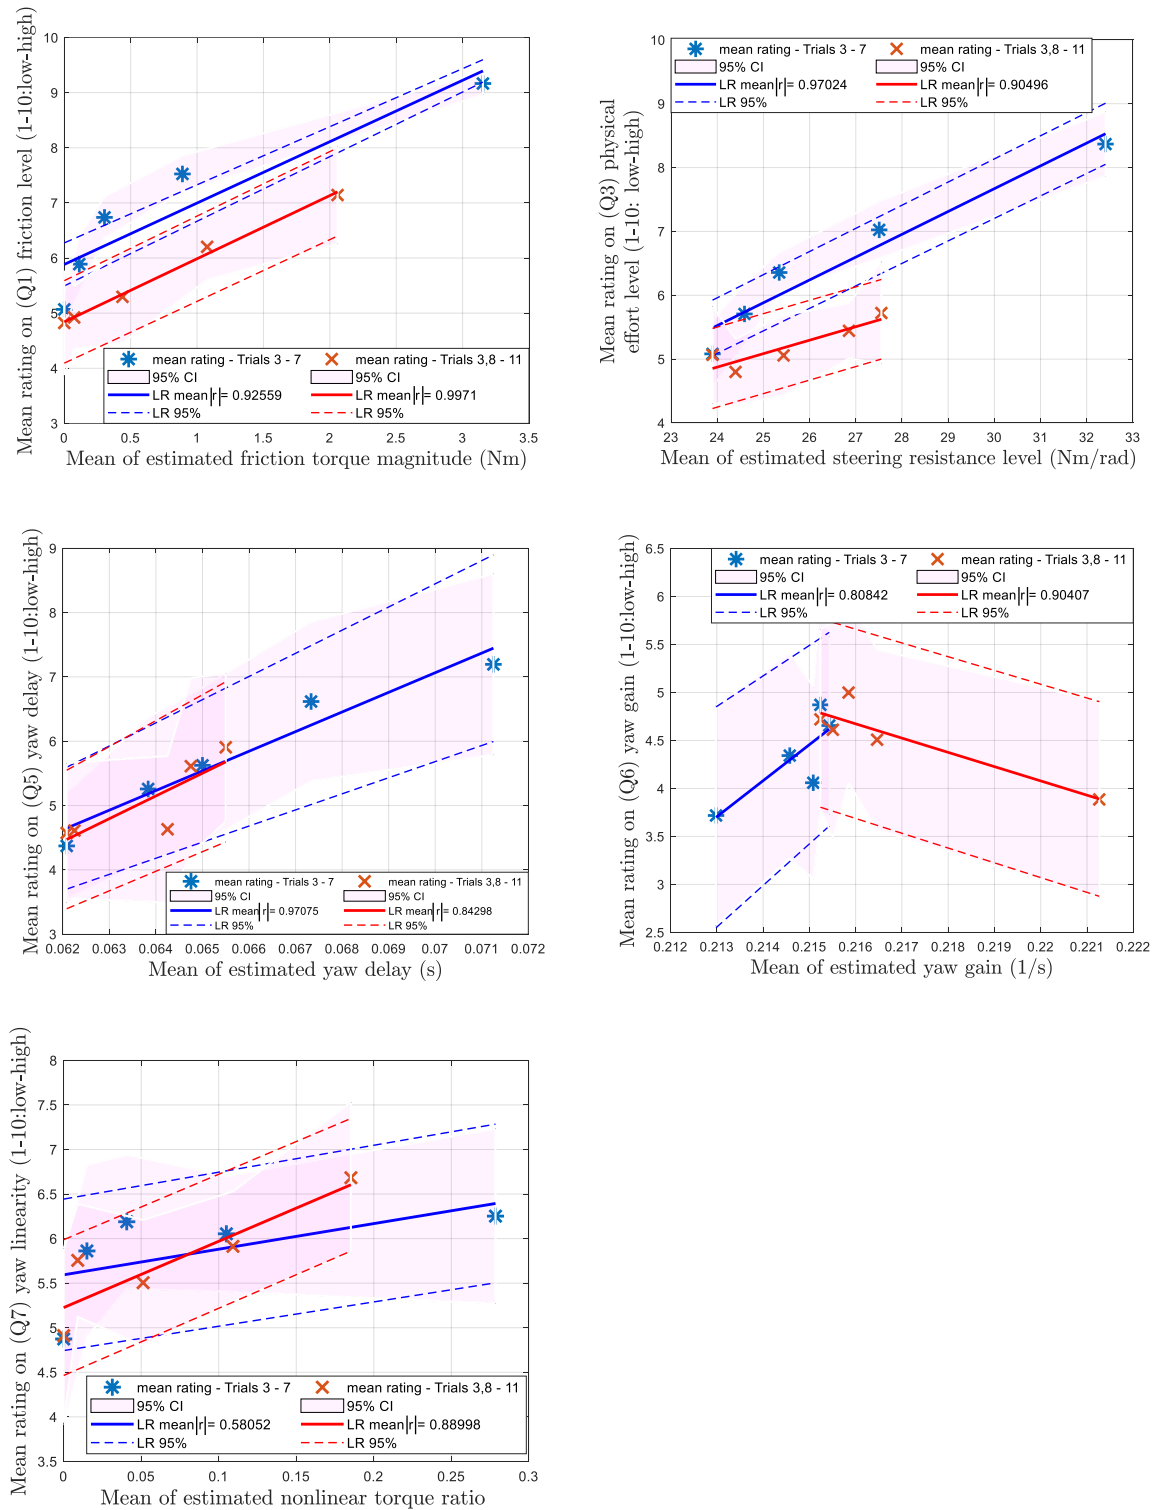 Mean rating on (Q1) friction level (1-10:low-high)
10
9
8
7
6
5
4
3
mean rating - Trials 3 - 7
mean rating - Trials 3,8 - 11
95% CI
95% CI
LR mean|r|= 0.92559
LR mean|r|= 0.9971
LR 95%
LR 95%
0 0.5 1 1.5 2 2.5 3 3.5
Mean of estimated friction torque magnitude (Nm)
Mean rating on (Q3) physical
effort level (1-10: low-high)
10
9
8
7
6
5
4
mean rating - Trials 3 - 7
mean rating - Trials 3,8 - 11
95% CI
95% CI
LR mean|r|= 0.97024
LR mean|r|= 0.90496
LR 95%
LR 95%
23 24 25 26 27 28 29 30 31 32 33
Mean of estimated steering resistance level (Nm/rad)
Mean rating on (Q5) yaw delay (1-10:low-high)
9
8
7
6
5
4
3
mean rating - Trials 3 - 7
mean rating - Trials 3,8 - 11
95% CI
95% CI
LR mean|r|= 0.97075
LR mean|r|= 0.84298
LR 95%
LR 95%
0.062 0.063 0.064 0.065 0.066 0.067 0.068 0.069 0.07 0.071 0.072
Mean of estimated yaw delay (s)
Mean rating on (Q6) yaw gain (1-10:low-high)
6.5
6
5.5
5
4.5
4
3.5
3
2.5
mean rating - Trials 3 - 7
mean rating - Trials 3,8 - 11
95% CI
95% CI
LR mean|r|= 0.80842
LR mean|r|= 0.90407
LR 95%
LR 95%
0.212 0.213 0.214 0.215 0.216 0.217 0.218 0.219 0.22 0.221 0.222
Mean of estimated yaw gain (1/s)
Mean rating on (Q7) yaw linearity (1-10:low-high)
8
7.5
7
6.5
6
5.5
5
4.5
4
3.5
mean rating - Trials 3 - 7
mean rating - Trials 3,8 - 11
95% CI
95% CI
LR mean|r|= 0.58052
LR mean|r|= 0.88998
LR 95%
LR 95%
0 0.05 0.1 0.15 0.2 0.25 0.3
Mean of estimated nonlinear torque ratio